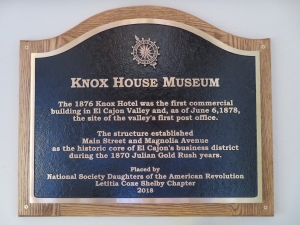 KNOX HOUSE MUSEUM
The 1876 Knox Hotel was the first commercial
building in El Cajon Valley and, as of June 6,1878,
the site of the valley's first post office.
The structure established
Main Street and Magnolia Avenue
as the historic core of El Cajon's business district
during the 1870 Julian Gold Rush years.
Placed by
National Society Daughters of the American Revolution
Letitia Coxe Shelby Chapter
2018